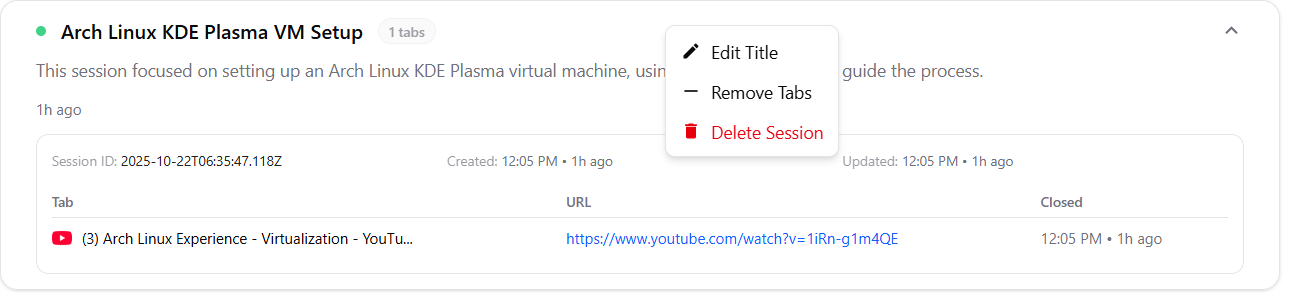 Arch Linux KDE Plasma VM Setup 1 tabs
This session focused on setting up an Arch Linux KDE Plasma virtual machine, guide the process.
1h ago
Edit Title
Remove Tabs
Delete Session
Session ID: 2025-10-22T06:35:47.118Z Created: 12:05 PM • 1h ago Updated: 12:05 PM • 1h ago
Tab URL Closed
(3) Arch Linux Experience - Virtualization - YouTu... https://www.youtube.com/watch?v=1iRn-g1m4QE 12:05 PM • 1h ago